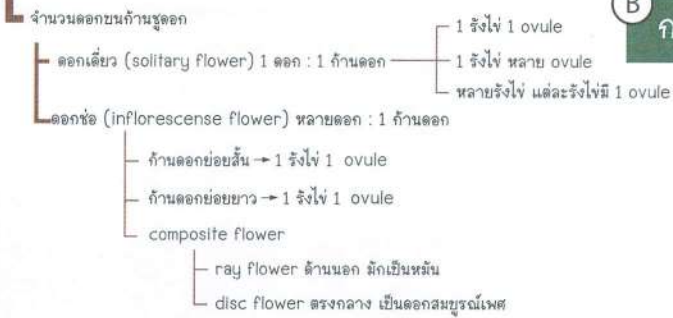 จำนวนดอกบนก้านชูดอก
ดอกเดี่ยว (solitary flower) 1 ดอก : 1 ก้านดอก
1 รังไข่ 1 ovule
1 รังไข่ หลาย ovule
หลายรังไข่ แต่ละรังไข่มี 1 ovule
ดอกช่อ (inflorescense flower) หลายดอก : 1 ก้านดอก
ก้านดอกย่อยสั้น → 1 รังไข่ 1 ovule
ก้านดอกย่อยยาว → 1 รังไข่ 1 ovule
composite flower
ray flower ด้านนอก มักเป็นหมัน
disc flower ตรงกลาง เป็นดอกสมบูรณ์เพศ
B